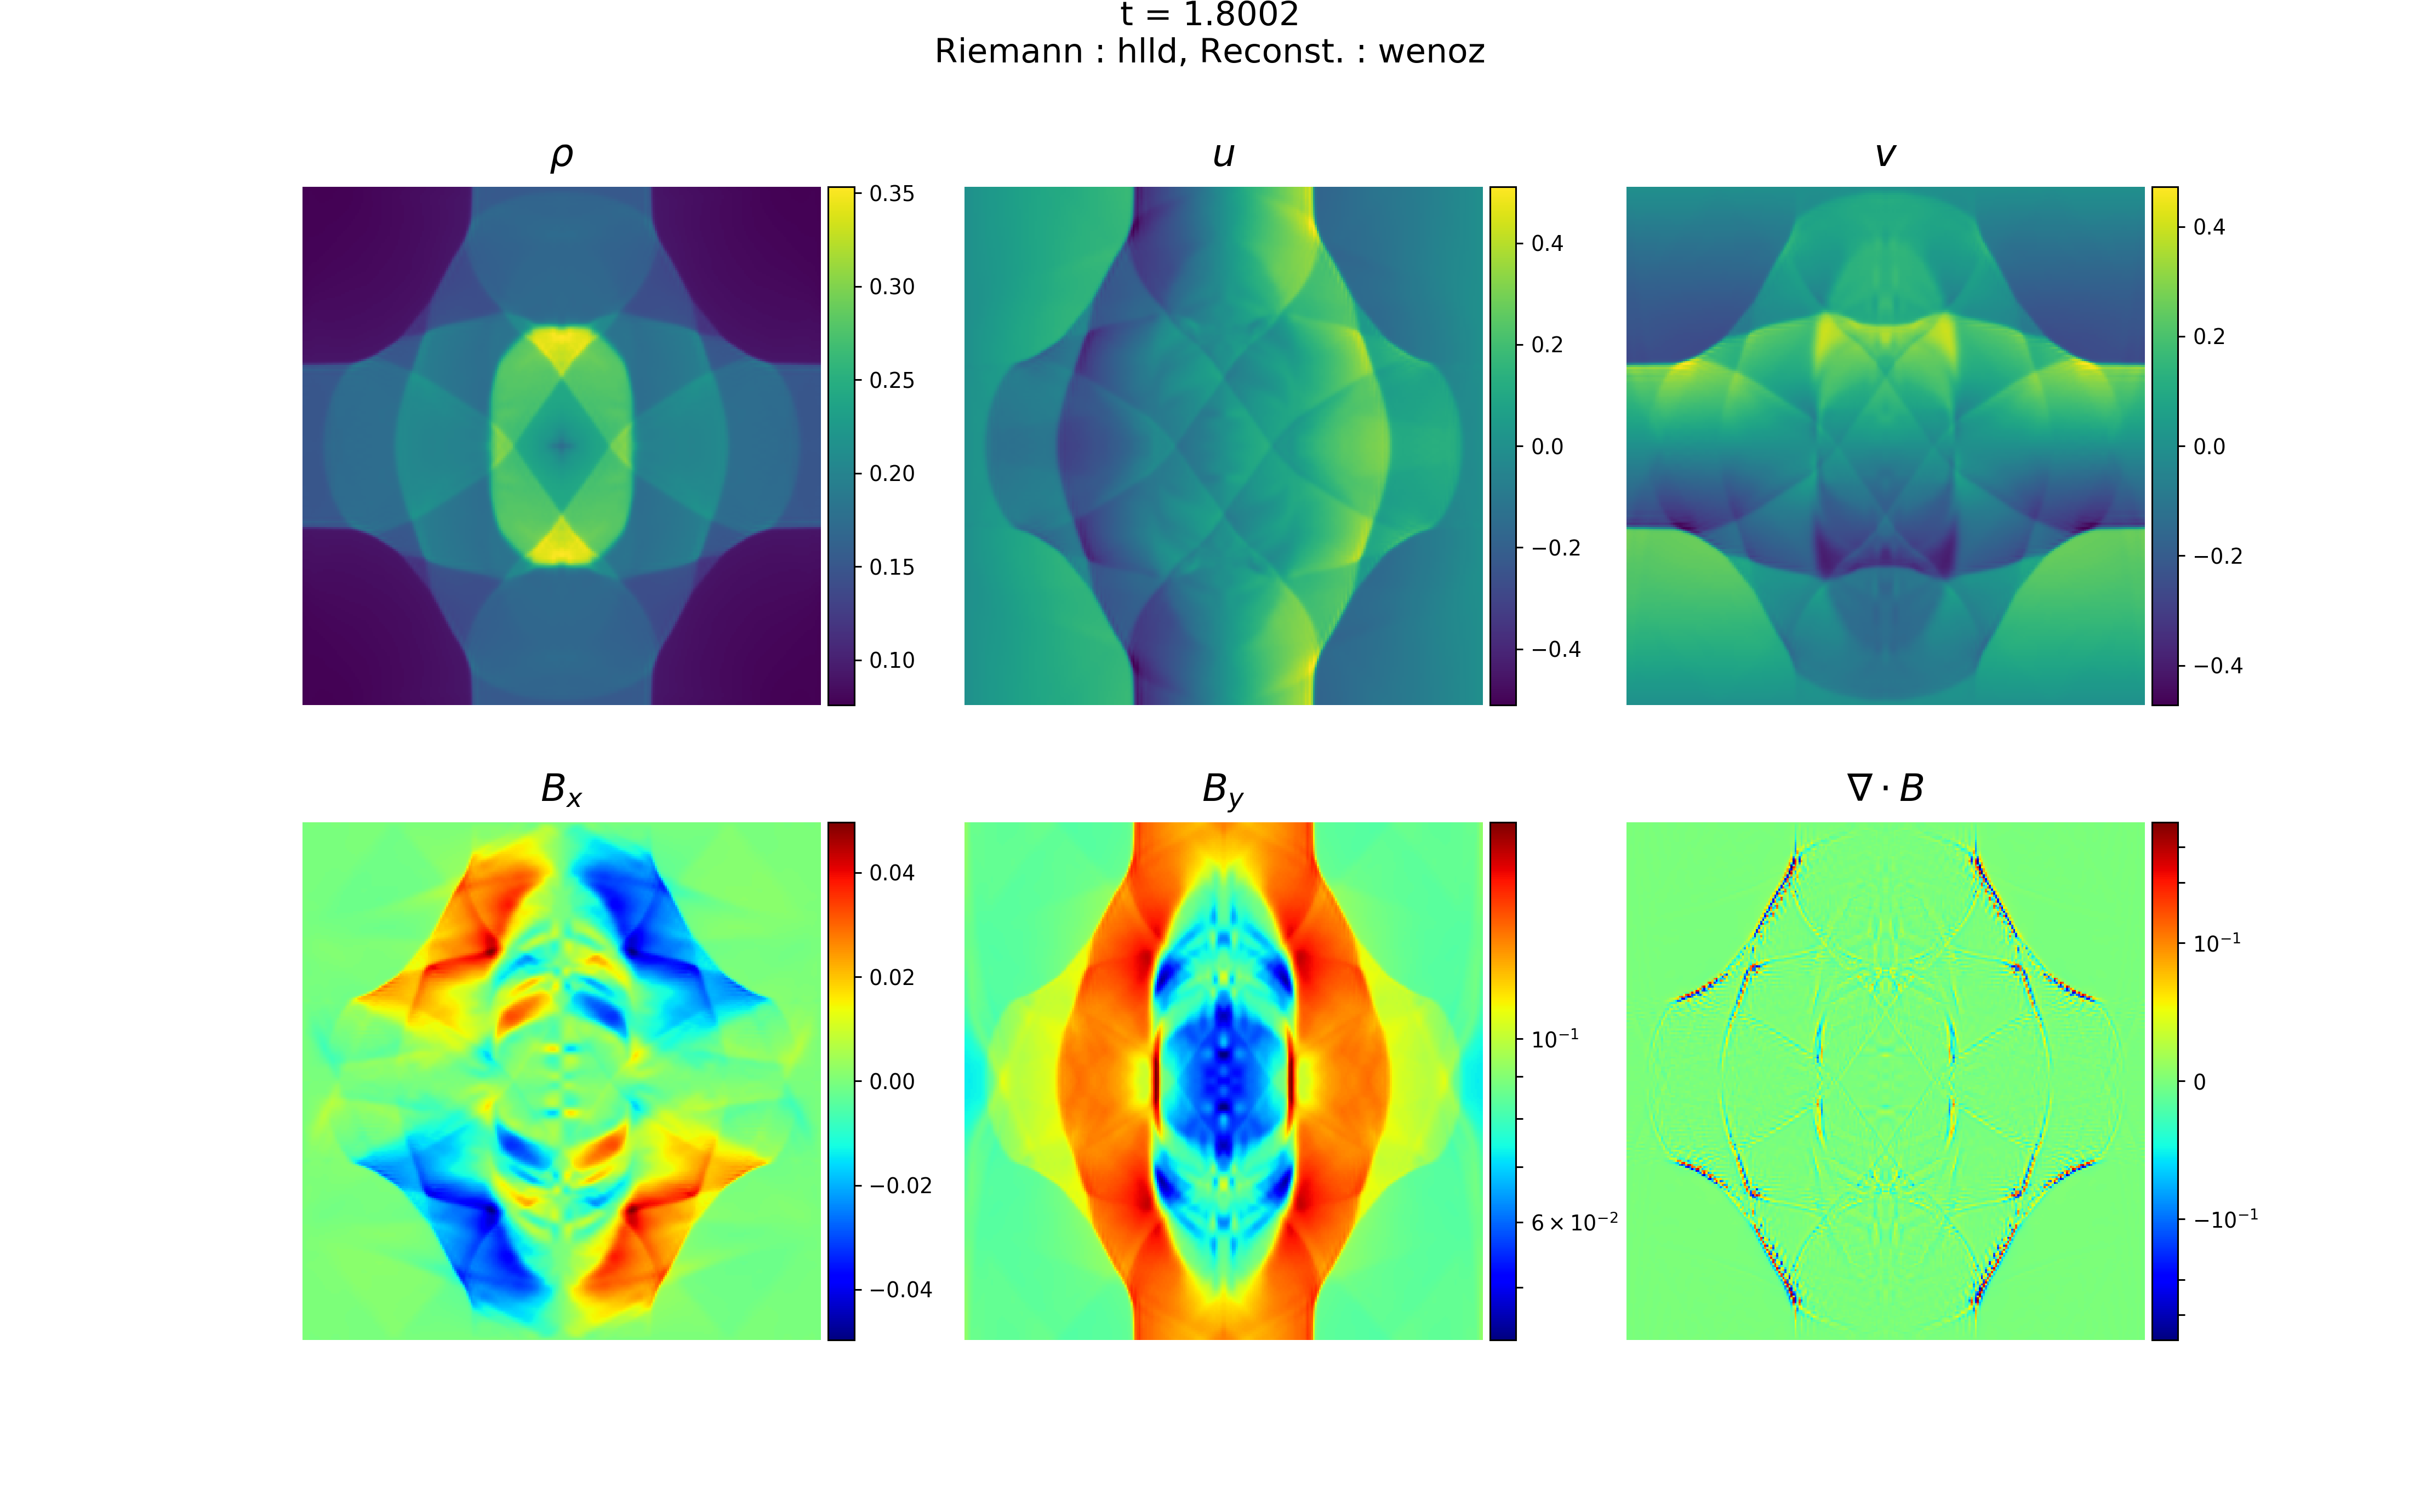 t = 1.8002
Riemann : hlld, Reconst. : wenoz
ρ
0.35
0.30
0.25
0.20
0.15
0.10
u
0.4
0.2
0.0
−0.2
−0.4
v
0.4
0.2
0.0
−0.2
−0.4
Bₓ
0.04
0.02
0.00
−0.02
−0.04
B_y
10⁻¹
6 × 10⁻²
∇ · B
10⁻¹
0
−10⁻¹